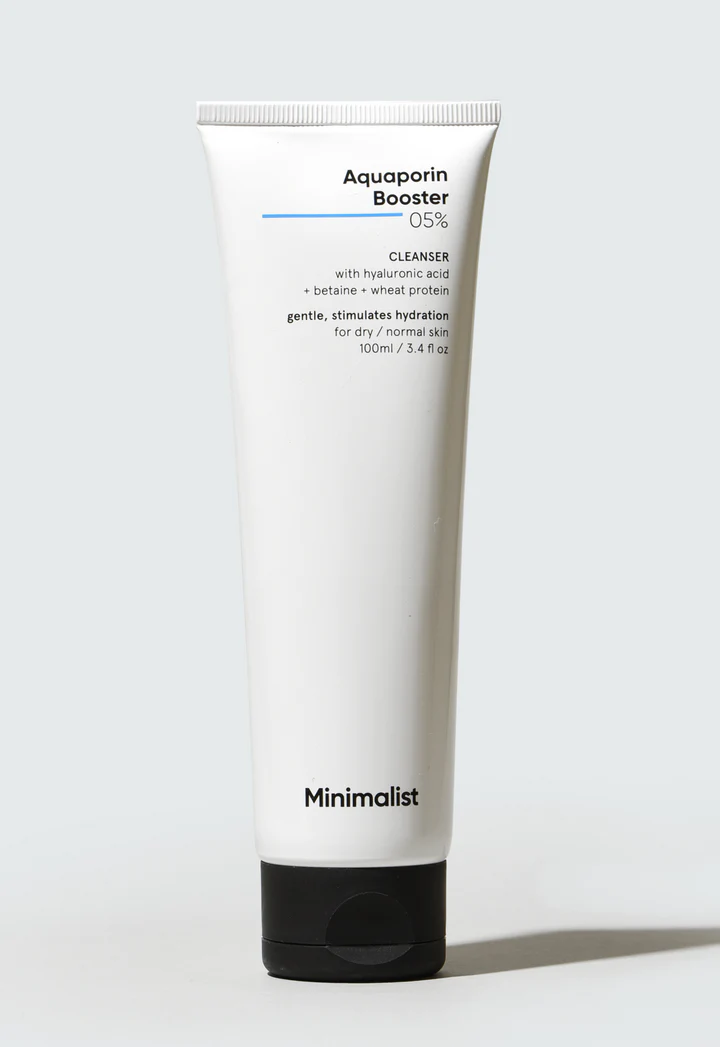 Aquaporin
Booster
05%
CLEANSER
with hyaluronic acid
+ betaine + wheat protein
gentle, stimulates hydration
for dry / normal skin
100ml / 3.4 fl oz
Minimalist